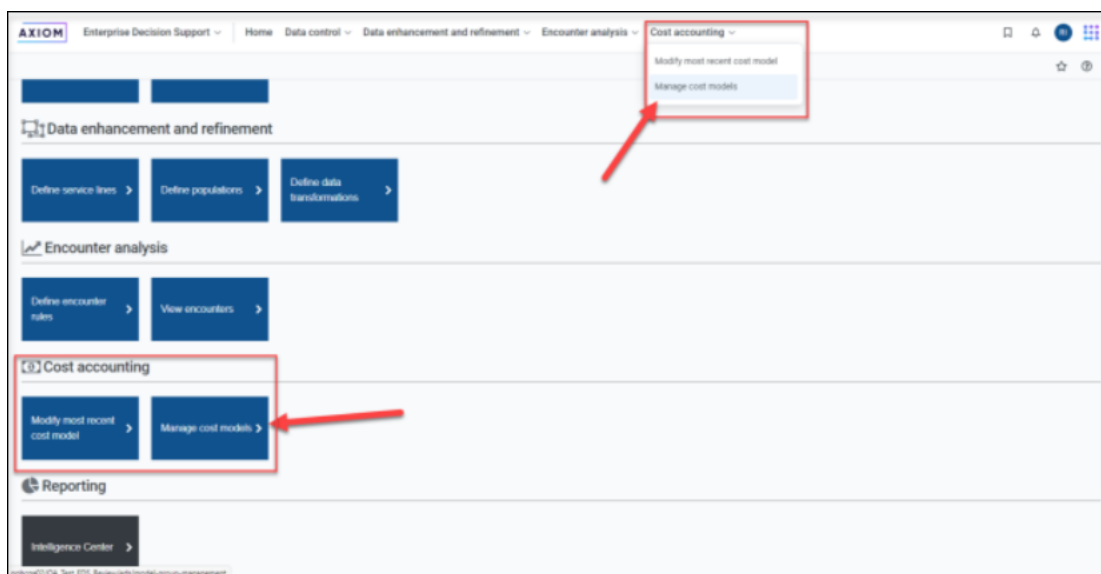 AXIOM Enterprise Decision Support Home Data control Data enhancement and refinement Encounter analysis Cost accounting
Modify most recent cost model
Manage cost models
Data enhancement and refinement
Define service lines
Define populations
Define data
transformations
Encounter analysis
Define encounter
rules
View encounters
Cost accounting
Modify most recent
cost model
Manage cost models
Reporting
Intelligence Center